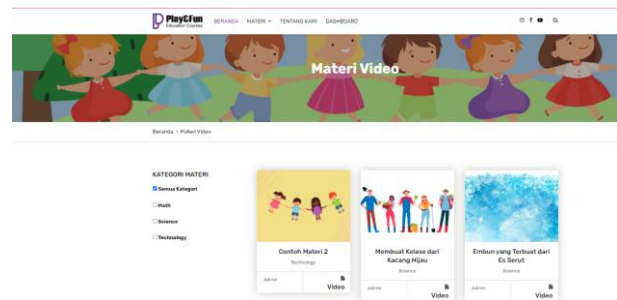 Play&Fun
Education Courses
BERANDA MATERI TENTANG KAMI DASHBOARD
Materi Video
Beranda > Materi Video
KATEGORI MATERI
Semua Kategori
Math
Science
Technology
Contoh Materi 2
Technology
Admin
Video
Membuat Kolase dari
Kacang Hijau
Science
Admin
Video
Embun yang Terbuat dari
Es Serut
Science
Admin
Video